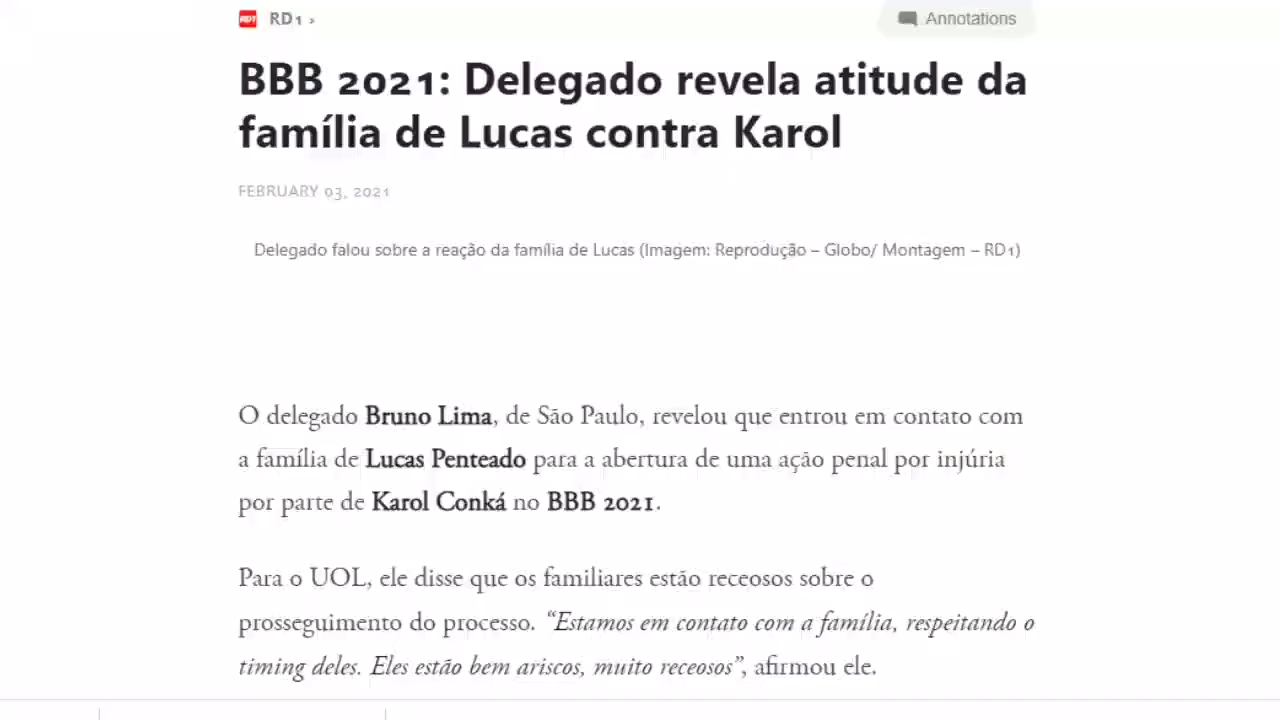 RD1 ›
Annotations
BBB 2021: Delegado revela atitude da
família de Lucas contra Karol
FEBRUARY 03, 2021
Delegado falou sobre a reação da família de Lucas (Imagem: Reprodução – Globo/ Montagem – RD1)
O delegado Bruno Lima, de São Paulo, revelou que entrou em contato com
a família de Lucas Penteado para a abertura de uma ação penal por injúria
por parte de Karol Conká no BBB 2021.
Para o UOL, ele disse que os familiares estão receosos sobre o
prosseguimento do processo. “Estamos em contato com a família, respeitando o
timing deles. Eles estão bem ariscos, muito receosos”, afirmou ele.